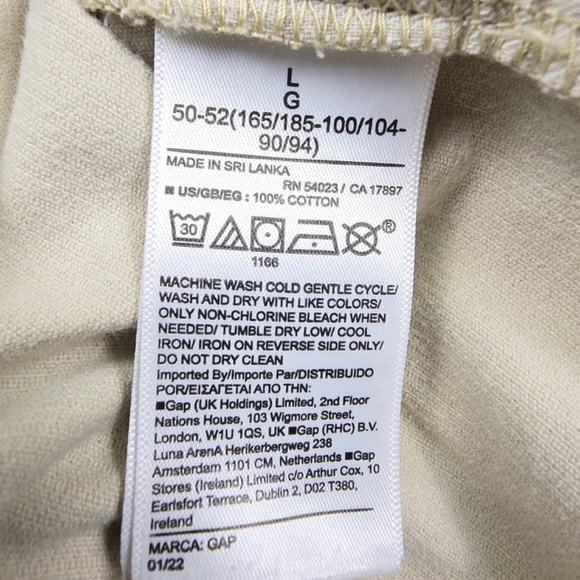 L
G
50-52(165/185-100/104-
90/94)
MADE IN SRI LANKA
RN 54023 / CA 17897
■ US/GB/EG : 100% COTTON
30
®
1166
MACHINE WASH COLD GENTLE CYCLE/
WASH AND DRY WITH LIKE COLORS/
ONLY NON-CHLORINE BLEACH WHEN
NEEDED/ TUMBLE DRY LOW/ COOL
IRON/ IRON ON REVERSE SIDE ONLY/
DO NOT DRY CLEAN
Imported By/Importe Par/DISTRIBUIDO
POR/ΕΙΣΑΓΕΤΑΙ ΑΠΟ ΤΗΝ:
■Gap (UK Holdings) Limited, 2nd Floor
Nations House, 103 Wigmore Street,
London, W1U 1QS, UK ■Gap (RHC) B.V.
Luna ArenA Herikerbergweg 238
Amsterdam 1101 CM, Netherlands ■Gap
Stores (Ireland) Limited c/o Arthur Cox, 10
Earlsfort Terrace, Dublin 2, D02 T380,
Ireland
MARCA: GAP
01/22